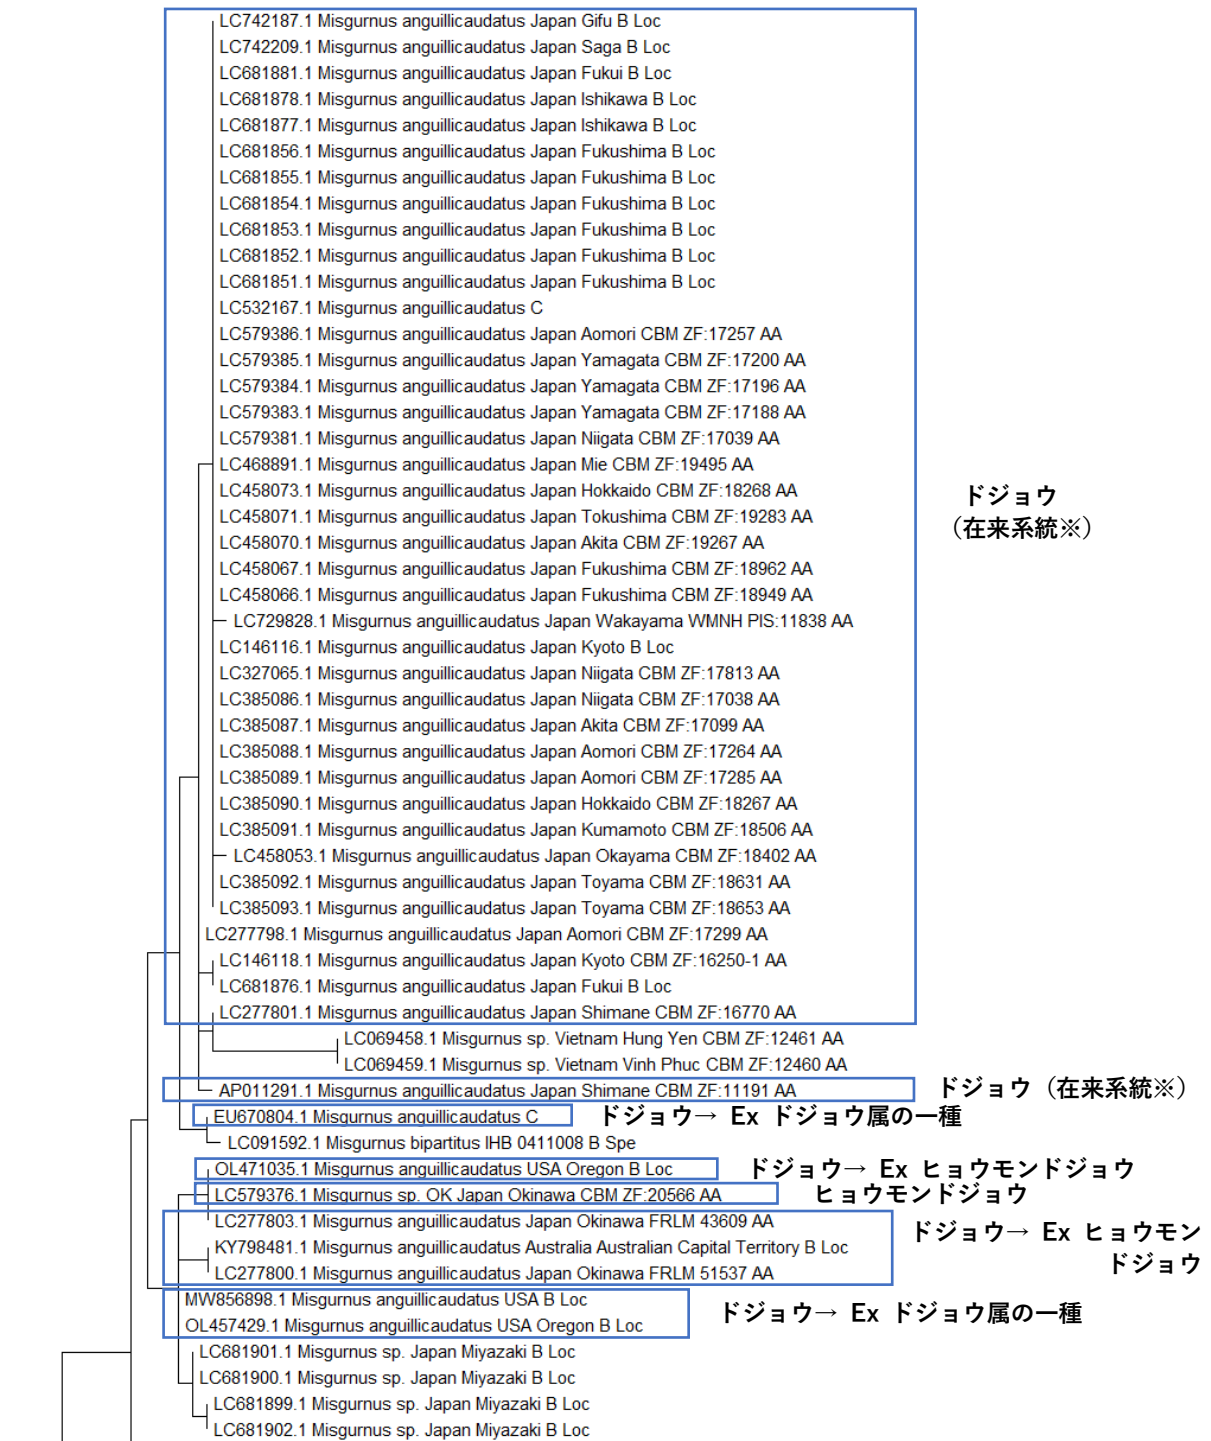 LC742187.1 Misgurnus anguillicaudatus Japan Gifu B Loc
LC742209.1 Misgurnus anguillicaudatus Japan Saga B Loc
LC681881.1 Misgurnus anguillicaudatus Japan Fukui B Loc
LC681878.1 Misgurnus anguillicaudatus Japan Ishikawa B Loc
LC681877.1 Misgurnus anguillicaudatus Japan Ishikawa B Loc
LC681856.1 Misgurnus anguillicaudatus Japan Fukushima B Loc
LC681855.1 Misgurnus anguillicaudatus Japan Fukushima B Loc
LC681854.1 Misgurnus anguillicaudatus Japan Fukushima B Loc
LC681853.1 Misgurnus anguillicaudatus Japan Fukushima B Loc
LC681852.1 Misgurnus anguillicaudatus Japan Fukushima B Loc
LC681851.1 Misgurnus anguillicaudatus Japan Fukushima B Loc
LC532167.1 Misgurnus anguillicaudatus C
LC579386.1 Misgurnus anguillicaudatus Japan Aomori CBM ZF:17257 AA
LC579385.1 Misgurnus anguillicaudatus Japan Yamagata CBM ZF:17200 AA
LC579384.1 Misgurnus anguillicaudatus Japan Yamagata CBM ZF:17196 AA
LC579383.1 Misgurnus anguillicaudatus Japan Yamagata CBM ZF:17188 AA
LC579381.1 Misgurnus anguillicaudatus Japan Niigata CBM ZF:17039 AA
LC468891.1 Misgurnus anguillicaudatus Japan Mie CBM ZF:19495 AA
LC458073.1 Misgurnus anguillicaudatus Japan Hokkaido CBM ZF:18268 AA
ドジョウ
LC458071.1 Misgurnus anguillicaudatus Japan Tokushima CBM ZF:19283 AA
（在来系統※）
LC458070.1 Misgurnus anguillicaudatus Japan Akita CBM ZF:19267 AA
LC458067.1 Misgurnus anguillicaudatus Japan Fukushima CBM ZF:18962 AA
LC458066.1 Misgurnus anguillicaudatus Japan Fukushima CBM ZF:18949 AA
LC729828.1 Misgurnus anguillicaudatus Japan Wakayama WMNH PIS:11838 AA
LC146116.1 Misgurnus anguillicaudatus Japan Kyoto B Loc
LC327065.1 Misgurnus anguillicaudatus Japan Niigata CBM ZF:17813 AA
LC385086.1 Misgurnus anguillicaudatus Japan Niigata CBM ZF:17038 AA
LC385087.1 Misgurnus anguillicaudatus Japan Akita CBM ZF:17099 AA
LC385088.1 Misgurnus anguillicaudatus Japan Aomori CBM ZF:17264 AA
LC385089.1 Misgurnus anguillicaudatus Japan Aomori CBM ZF:17285 AA
LC385090.1 Misgurnus anguillicaudatus Japan Hokkaido CBM ZF:18267 AA
LC385091.1 Misgurnus anguillicaudatus Japan Kumamoto CBM ZF:18506 AA
LC458053.1 Misgurnus anguillicaudatus Japan Okayama CBM ZF:18402 AA
LC385092.1 Misgurnus anguillicaudatus Japan Toyama CBM ZF:18631 AA
LC385093.1 Misgurnus anguillicaudatus Japan Toyama CBM ZF:18653 AA
LC277798.1 Misgurnus anguillicaudatus Japan Aomori CBM ZF:17299 AA
LC146118.1 Misgurnus anguillicaudatus Japan Kyoto CBM ZF:16250-1 AA
LC681876.1 Misgurnus anguillicaudatus Japan Fukui B Loc
LC277801.1 Misgurnus anguillicaudatus Japan Shimane CBM ZF:16770 AA
LC069458.1 Misgurnus sp. Vietnam Hung Yen CBM ZF:12461 AA
LC069459.1 Misgurnus sp. Vietnam Vinh Phuc CBM ZF:12460 AA
AP011291.1 Misgurnus anguillicaudatus Japan Shimane CBM ZF:11191 AA ドジョウ（在来系統※）
EU670804.1 Misgurnus anguillicaudatus C ドジョウ→ Ex ドジョウ属の一種
LC091592.1 Misgurnus bipartitus IHB 0411008 B Spe
OL471035.1 Misgurnus anguillicaudatus USA Oregon B Loc ドジョウ→ Ex ヒョウモンドジョウ
LC579376.1 Misgurnus sp. OK Japan Okinawa CBM ZF:20566 AA ヒョウモンドジョウ
LC277803.1 Misgurnus anguillicaudatus Japan Okinawa FRLM 43609 AA
ドジョウ→ Ex ヒョウモン
KY798481.1 Misgurnus anguillicaudatus Australia Australian Capital Territory B Loc
ドジョウ
LC277800.1 Misgurnus anguillicaudatus Japan Okinawa FRLM 51537 AA
MW856898.1 Misgurnus anguillicaudatus USA B Loc
ドジョウ→ Ex ドジョウ属の一種
OL457429.1 Misgurnus anguillicaudatus USA Oregon B Loc
LC681901.1 Misgurnus sp. Japan Miyazaki B Loc
LC681900.1 Misgurnus sp. Japan Miyazaki B Loc
LC681899.1 Misgurnus sp. Japan Miyazaki B Loc
LC681902.1 Misgurnus sp. Japan Miyazaki B Loc